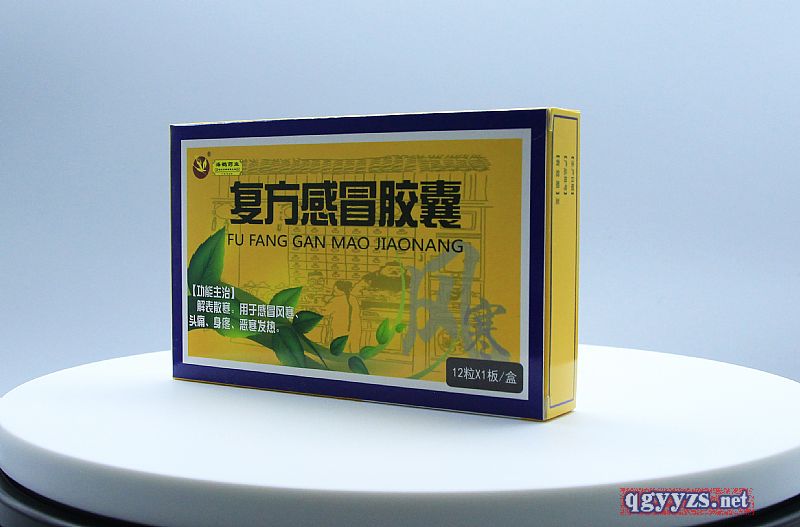 复方感冒胶囊
FU FANG GAN MAO JIAONANG
风寒
【功能主治】
解表散寒。用于感冒风寒、
头痛、身疼、恶寒发热。
12粒X1板/盒
qgyyzs.net